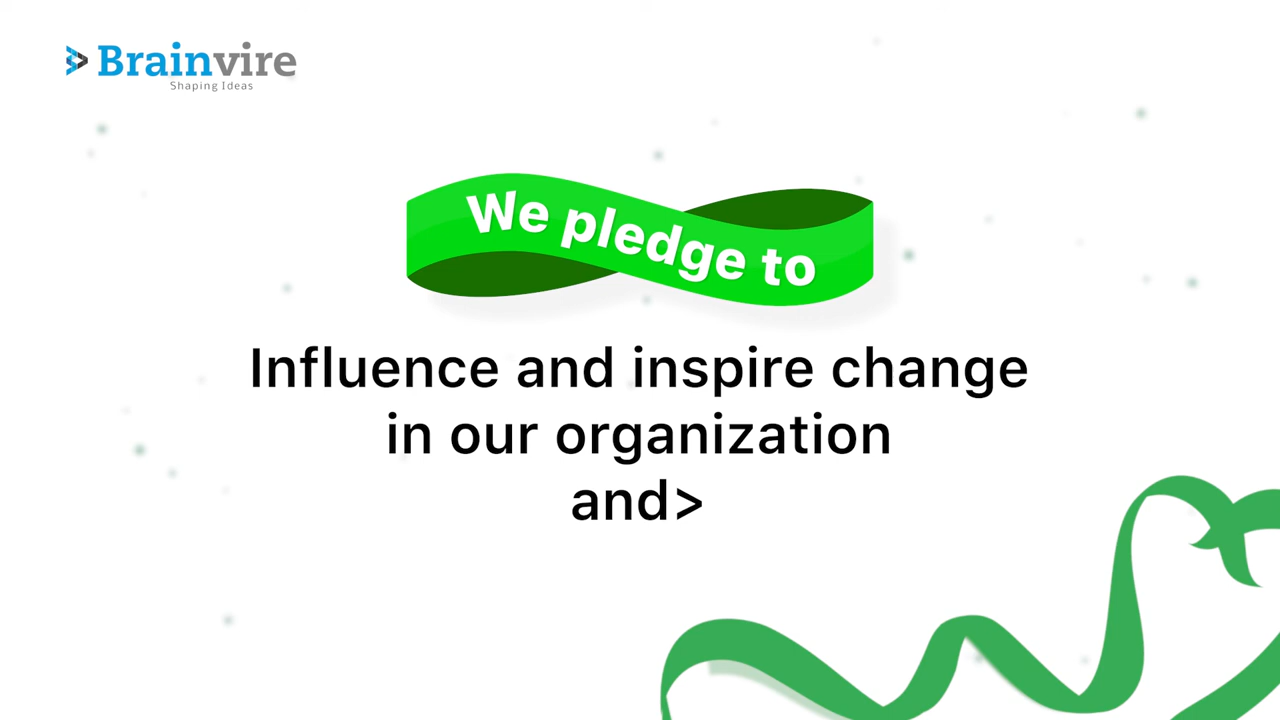 Brainvire
Shaping Ideas
We pledge to
Influence and inspire change
in our organization
and>